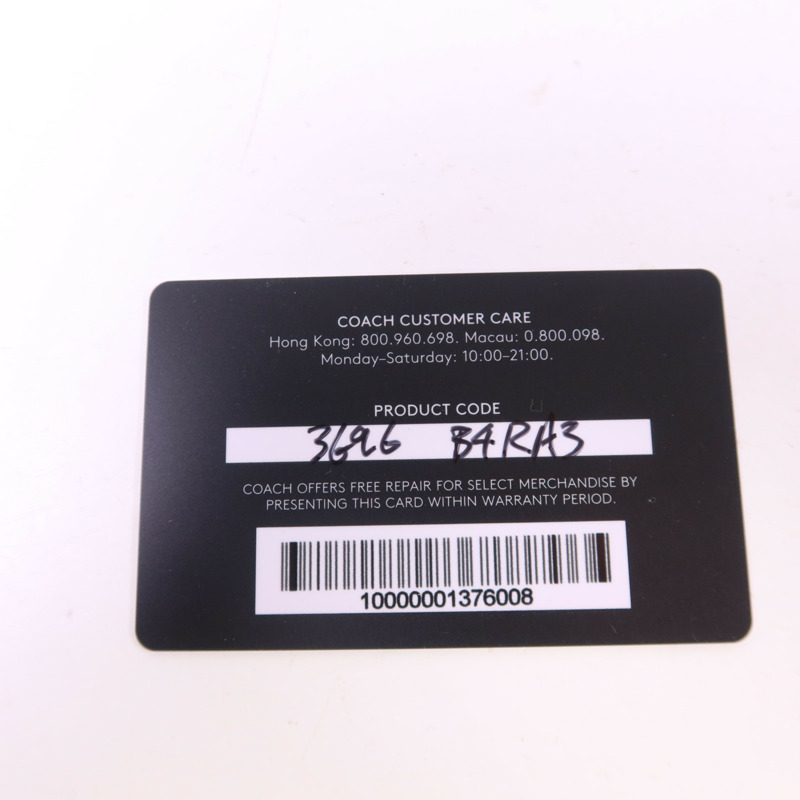 COACH CUSTOMER CARE
Hong Kong: 800.960.698. Macau: 0.800.098.
Monday–Saturday: 10:00–21:00.
PRODUCT CODE
3696 B4RA3
COACH OFFERS FREE REPAIR FOR SELECT MERCHANDISE BY
PRESENTING THIS CARD WITHIN WARRANTY PERIOD.
10000001376008